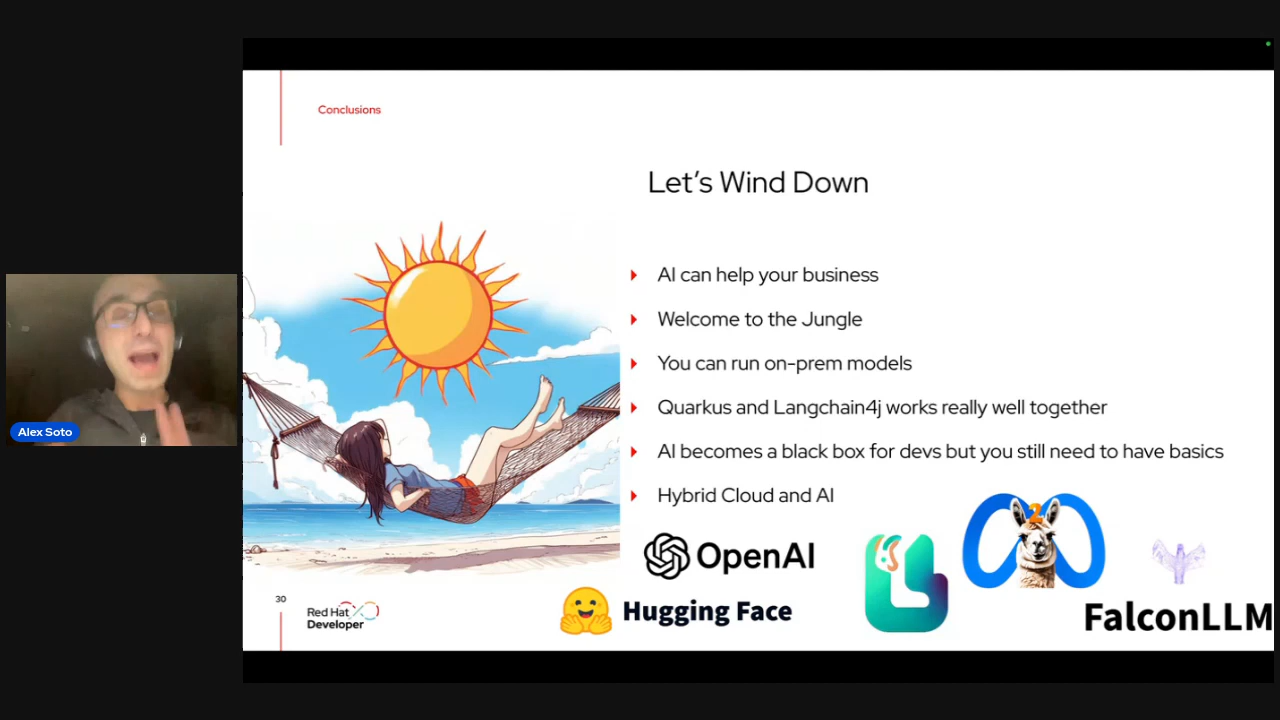 Conclusions
Let's Wind Down
AI can help your business
Welcome to the Jungle
You can run on-prem models
Quarkus and Langchain4j works really well together
AI becomes a black box for devs but you still need to have basics
Hybrid Cloud and AI
Alex Soto
2
OpenAI
Hugging Face
FalconLLM
30
Red Hat
Developer